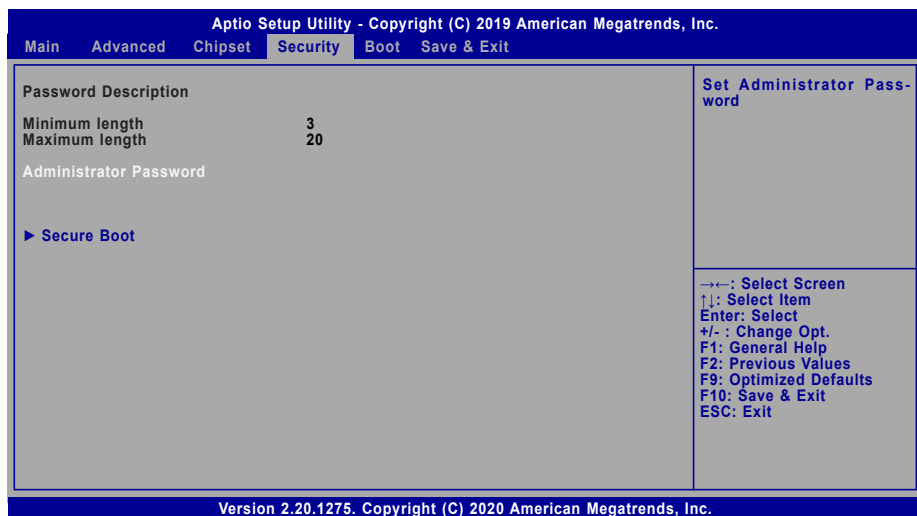 Aptio Setup Utility - Copyright (C) 2019 American Megatrends, Inc.
Main Advanced Chipset Security Boot Save & Exit
Password Description
Minimum length 3
Maximum length 20
Administrator Password
► Secure Boot
Set Administrator Pass-
word
→←: Select Screen
↑↓: Select Item
Enter: Select
+/- : Change Opt.
F1: General Help
F2: Previous Values
F9: Optimized Defaults
F10: Save & Exit
ESC: Exit
Version 2.20.1275. Copyright (C) 2020 American Megatrends, Inc.